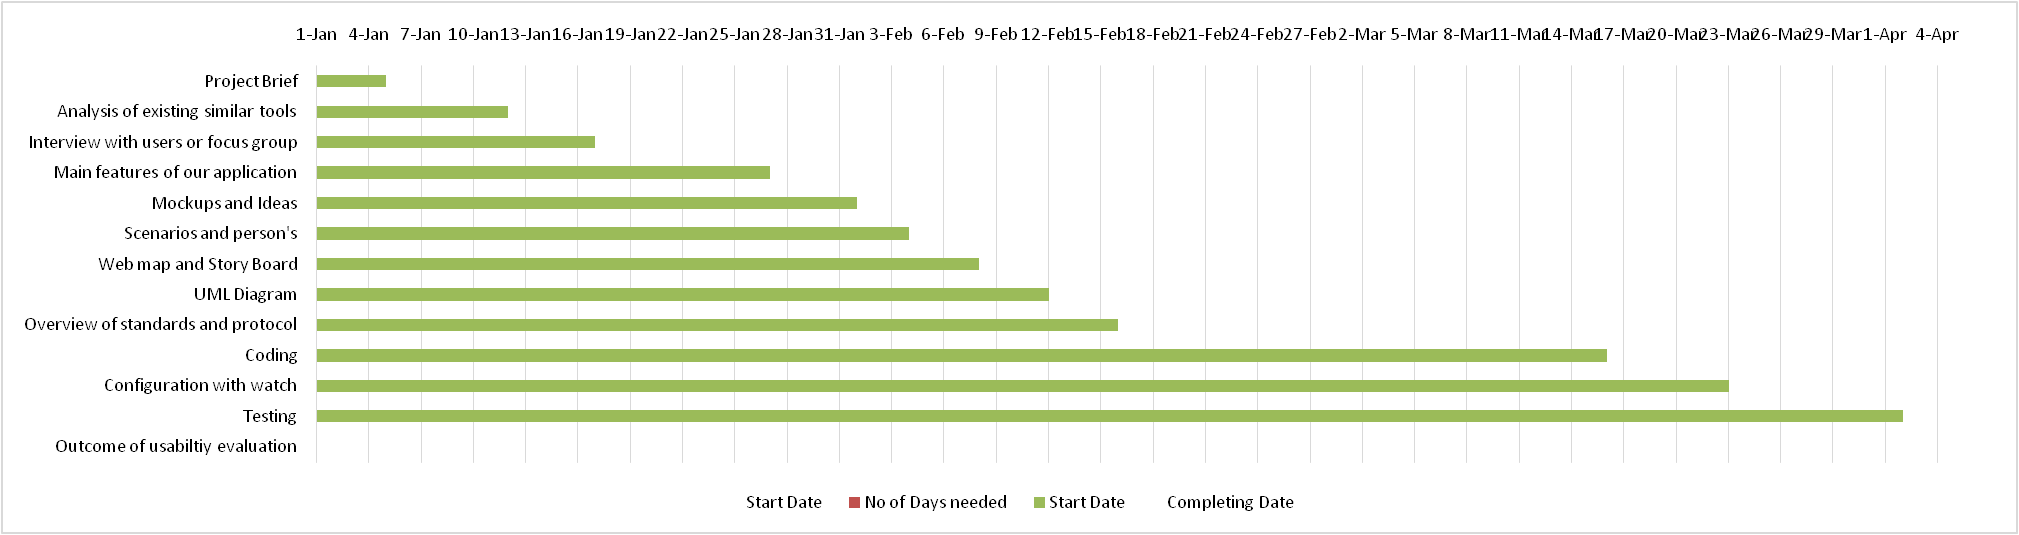 1-Jan 4-Jan 7-Jan 10-Jan 13-Jan 16-Jan 19-Jan 22-Jan 25-Jan 28-Jan 31-Jan 3-Feb 6-Feb 9-Feb 12-Feb 15-Feb 18-Feb 21-Feb 24-Feb 27-Feb 2-Mar 5-Mar 8-Mar 11-Mar 14-Mar 17-Mar 20-Mar 23-Mar 26-Mar 29-Mar 1-Apr 4-Apr
Project Brief
Analysis of existing similar tools
Interview with users or focus group
Main features of our application
Mockups and Ideas
Scenarios and person's
Web map and Story Board
UML Diagram
Overview of standards and protocol
Coding
Configuration with watch
Testing
Outcome of usabiltiy evaluation
Start Date No of Days needed Start Date Completing Date